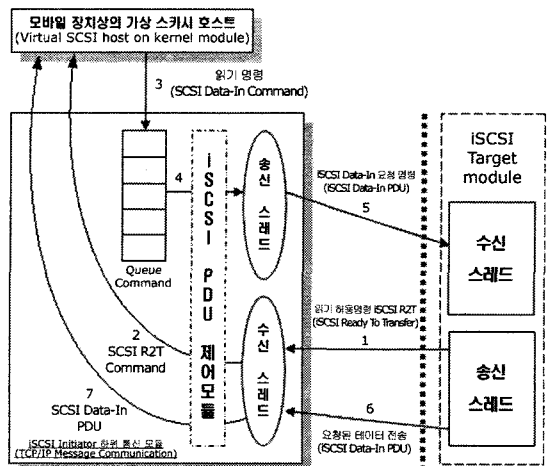 모바일 장치상의 가상 스카시 호스트
(Virtual SCSI host on kernel module)
3
읽기 명령
(SCSI Data-In Command)
4
Queue
Command
iSCSI PDU 제어모듈
송신 스레드
iSCSI Data-In 요청 명령
(iSCSI Data-In PDU)
5
iSCSI
Target
module
수신
스레드
읽기 허용명령 iSCSI R2T
(iSCSI Ready To Transfer)
1
수신 스레드
송신
스레드
2
SCSI R2T
Command
7
SCSI Data-In
PDU
6
요청된 데이터 전송
(iSCSI Data-In PDU)
iSCSI Initiator 하위 통신 모듈
(TCP/IP Message Communication)